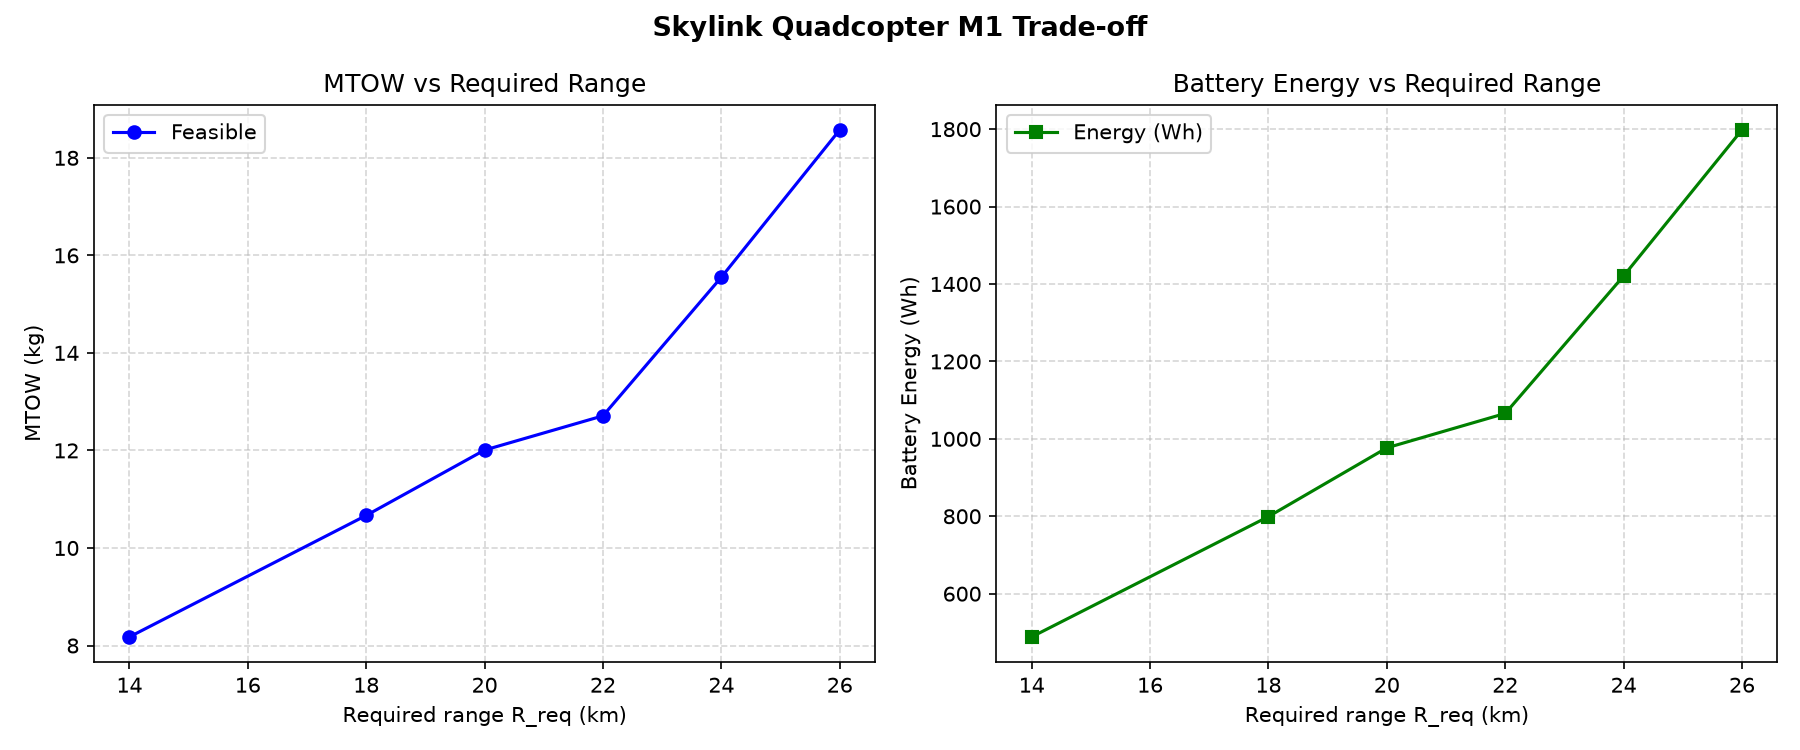 Skylink Quadcopter M1 Trade-off
MTOW vs Required Range
Feasible
MTOW (kg)
18
16
14
12
10
8
14 16 18 20 22 24 26
Required range R_req (km)
Battery Energy vs Required Range
Energy (Wh)
Battery Energy (Wh)
1800
1600
1400
1200
1000
800
600
14 16 18 20 22 24 26
Required range R_req (km)